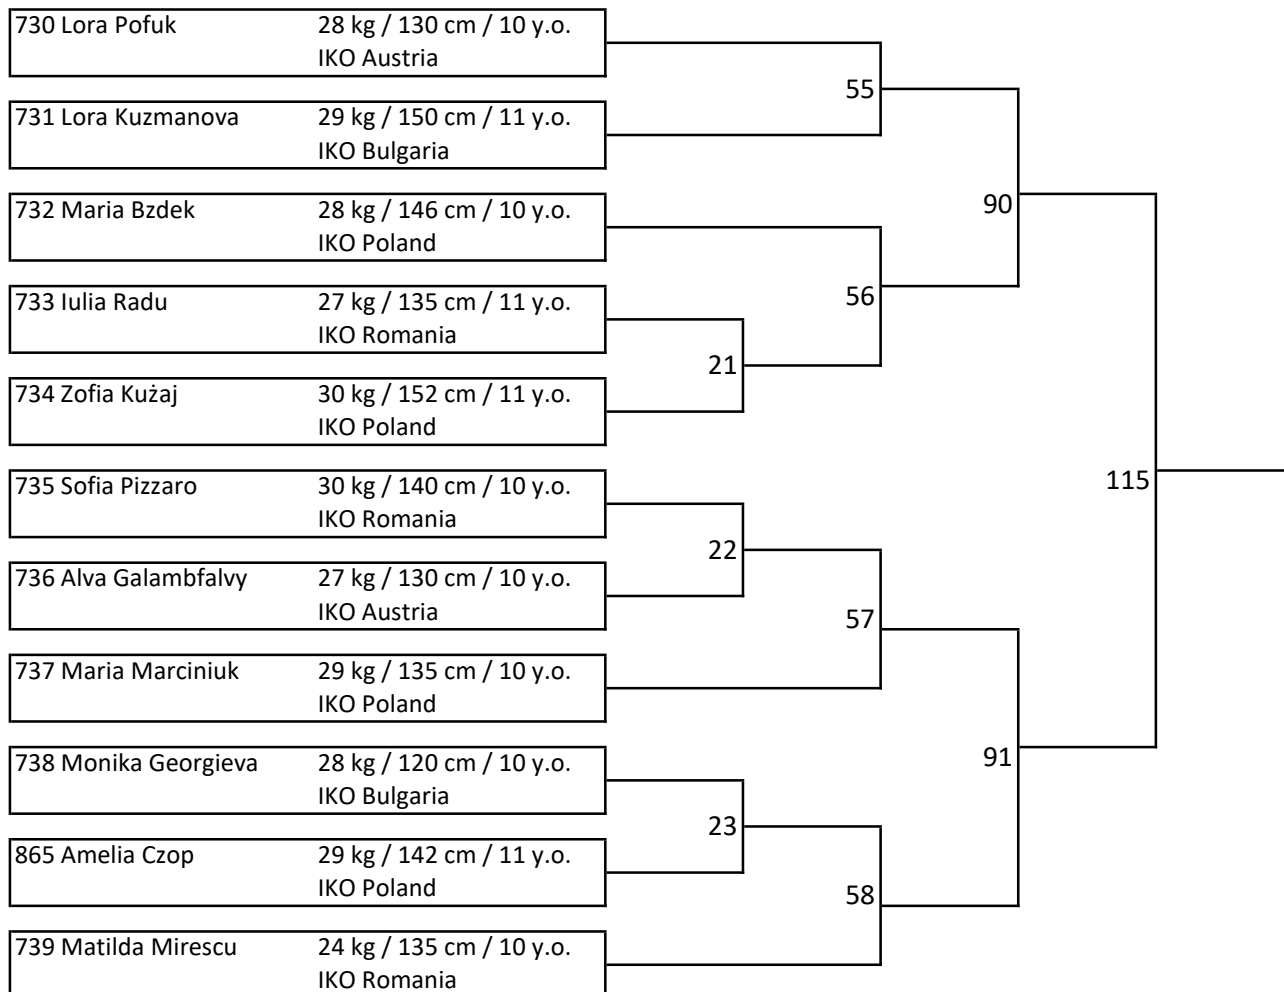 730 Lora Pofuk 28 kg / 130 cm / 10 y.o.
IKO Austria
55
731 Lora Kuzmanova 29 kg / 150 cm / 11 y.o.
IKO Bulgaria
732 Maria Bzdek 28 kg / 146 cm / 10 y.o.
90
IKO Poland
733 Iulia Radu 27 kg / 135 cm / 11 y.o.
56
IKO Romania
21
734 Zofia Kużaj 30 kg / 152 cm / 11 y.o.
IKO Poland
735 Sofia Pizzaro 30 kg / 140 cm / 10 y.o.
115
IKO Romania
22
736 Alva Galambfalvy 27 kg / 130 cm / 10 y.o.
IKO Austria
57
737 Maria Marciniuk 29 kg / 135 cm / 10 y.o.
IKO Poland
738 Monika Georgieva 28 kg / 120 cm / 10 y.o.
91
IKO Bulgaria
23
865 Amelia Czop 29 kg / 142 cm / 11 y.o.
IKO Poland
58
739 Matilda Mirescu 24 kg / 135 cm / 10 y.o.
IKO Romania